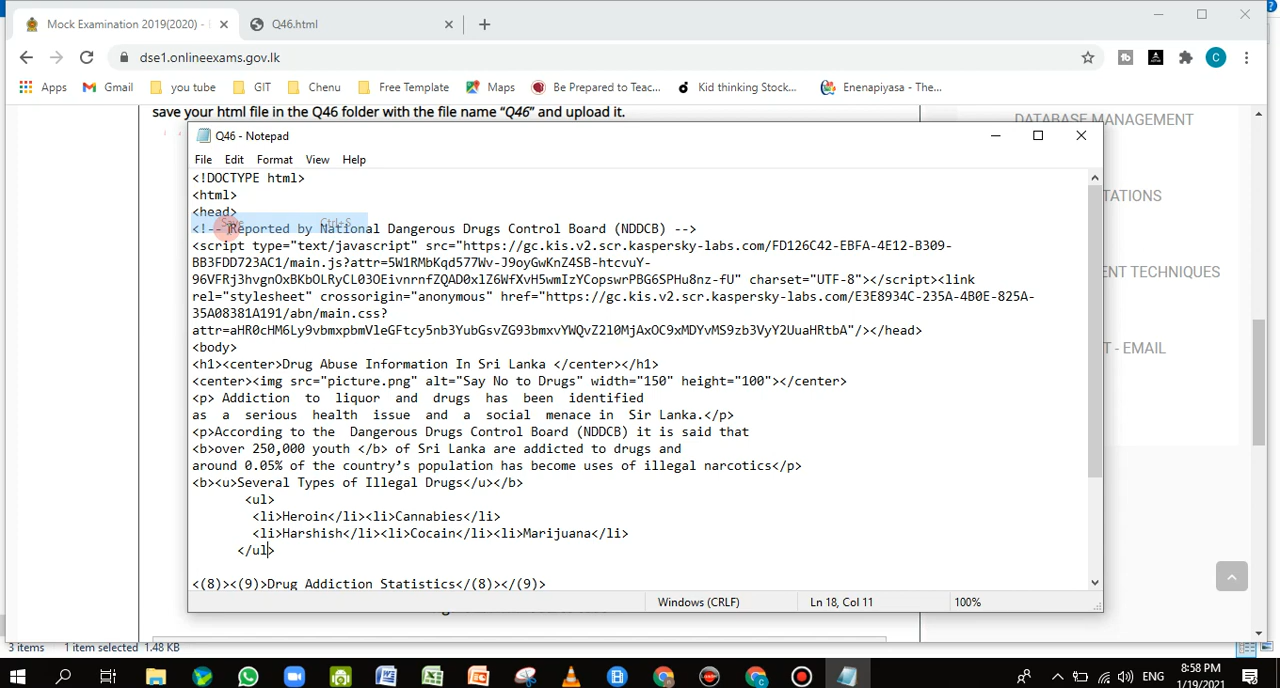 Mock Examination 2019(2020) -
Q46.html
dse1.onlineexams.gov.lk
Apps
Gmail
you tube
GIT
Chenu
Free Template
Maps
Be Prepared to Teac...
Kid thinking Stock...
Enenapiyasa - The...
save your html file in the Q46 folder with the file name “Q46” and upload it.
DATABASE MANAGEMENT
TATIONS
ENT TECHNIQUES
T - EMAIL
Q46 - Notepad
File Edit Format View Help
Save Ctrl+S
<!DOCTYPE html>
<html>
<head>
<!-- Reported by National Dangerous Drugs Control Board (NDDCB) -->
<script type="text/javascript" src="https://gc.kis.v2.scr.kaspersky-labs.com/FD126C42-EBFA-4E12-B309-
BB3FDD723AC1/main.js?attr=5W1RMbKqd577Wv-J9oyGwKnZ4SB-htcvuY-
96VFRj3hvgnOxBKbOLRyCL03OEivnrnfZQAD0xlZ6WfXvH5wmIzYCopswrPBG6SPHu8nz-fU" charset="UTF-8"></script><link
rel="stylesheet" crossorigin="anonymous" href="https://gc.kis.v2.scr.kaspersky-labs.com/E3E8934C-235A-4B0E-825A-
35A08381A191/abn/main.css?
attr=aHR0cHM6Ly9vbmxpbmVleGFtcy5nb3YubGsvZG93bmxvYWQvZ2l0MjAxOC9xMDYvMS9zb3VyY2UuaHRtbA"/></head>
<body>
<h1><center>Drug Abuse Information In Sri Lanka </center></h1>
<center><img src="picture.png" alt="Say No to Drugs" width="150" height="100"></center>
<p> Addiction to liquor and drugs has been identified
as a serious health issue and a social menace in Sir Lanka.</p>
<p>According to the Dangerous Drugs Control Board (NDDCB) it is said that
<b>over 250,000 youth </b> of Sri Lanka are addicted to drugs and
around 0.05% of the country’s population has become uses of illegal narcotics</p>
<b><u>Several Types of Illegal Drugs</u></b>
<ul>
<li>Heroin</li><li>Cannabies</li>
<li>Harshish</li><li>Cocain</li><li>Marijuana</li>
</ul>
<(8)><(9)>Drug Addiction Statistics</(8)></(9)>
Windows (CRLF)
Ln 18, Col 11
100%
3 items
1 item selected 1.48 KB
ENG
8:58 PM
1/19/2021